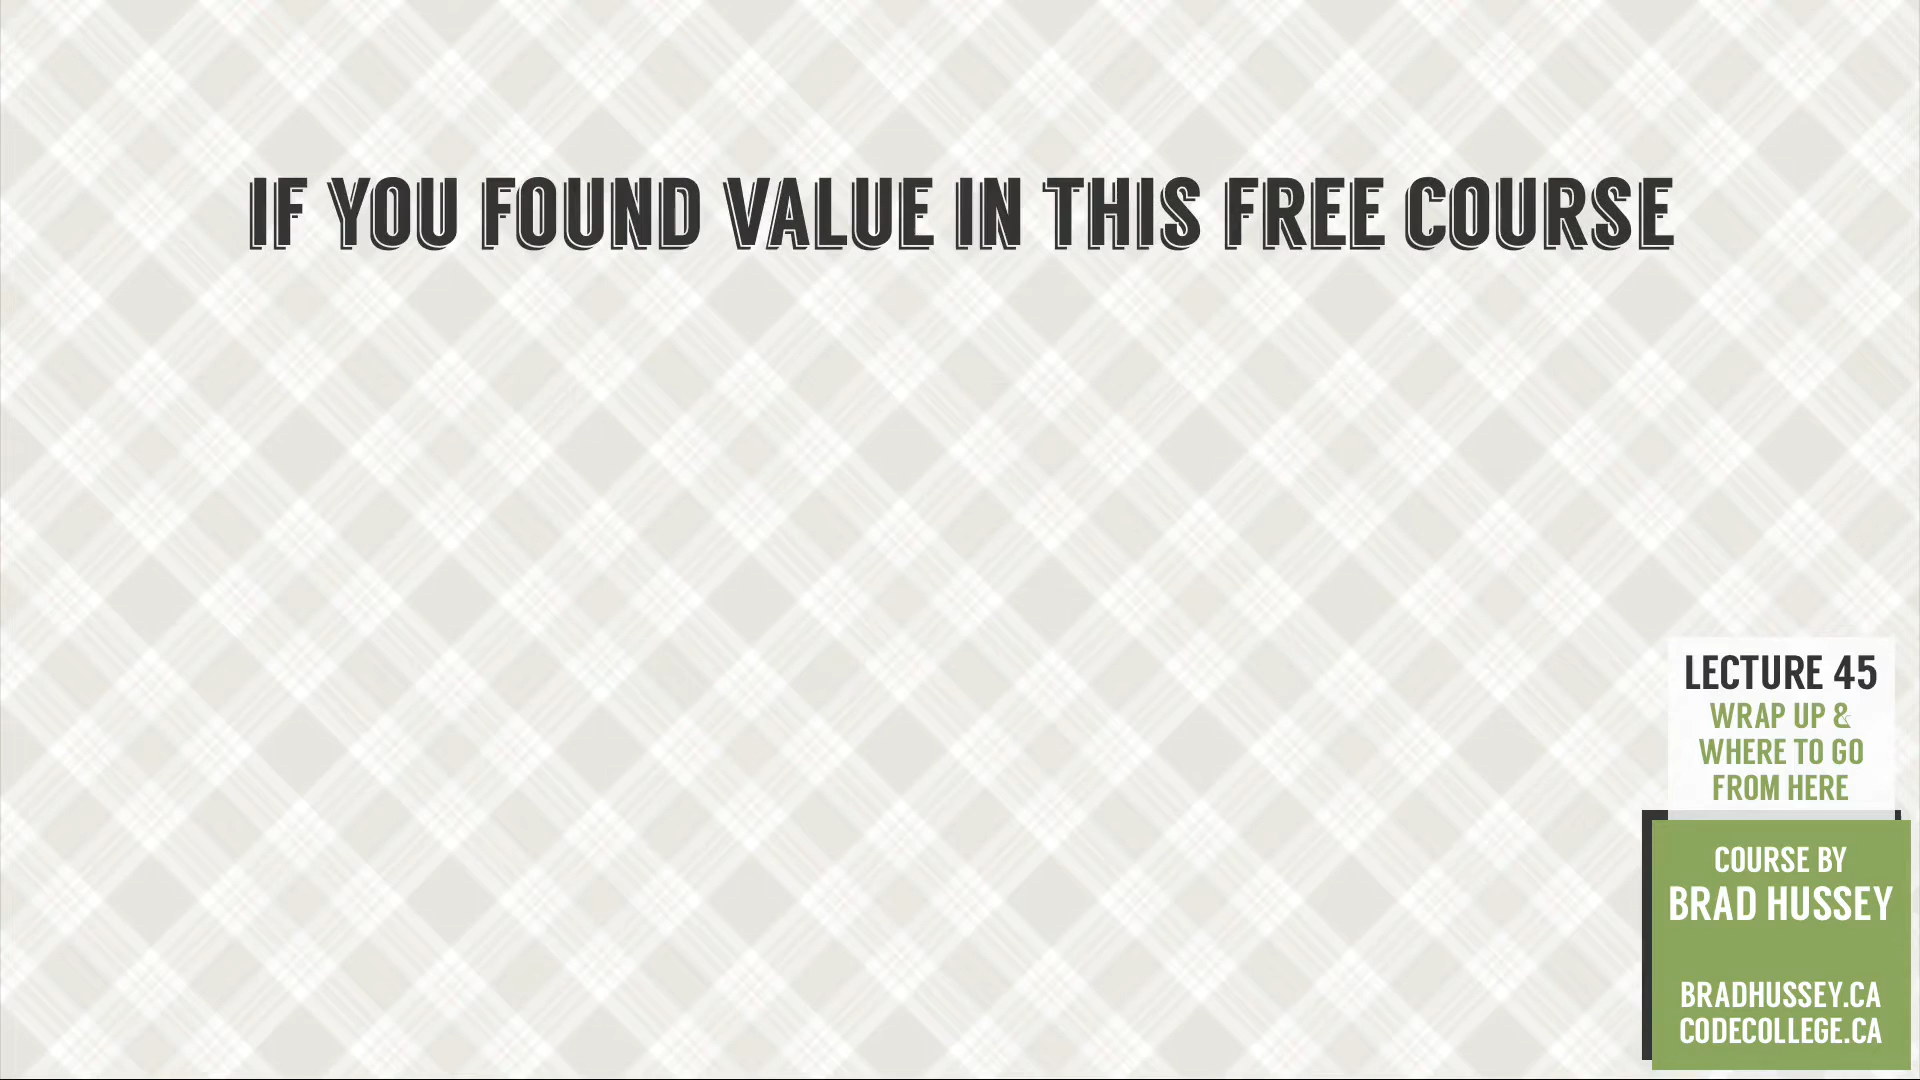 IF YOU FOUND VALUE IN THIS FREE COURSE
LECTURE 45
WRAP UP &
WHERE TO GO
FROM HERE
COURSE BY
BRAD HUSSEY
BRADHUSSEY.CA
CODECOLLEGE.CA